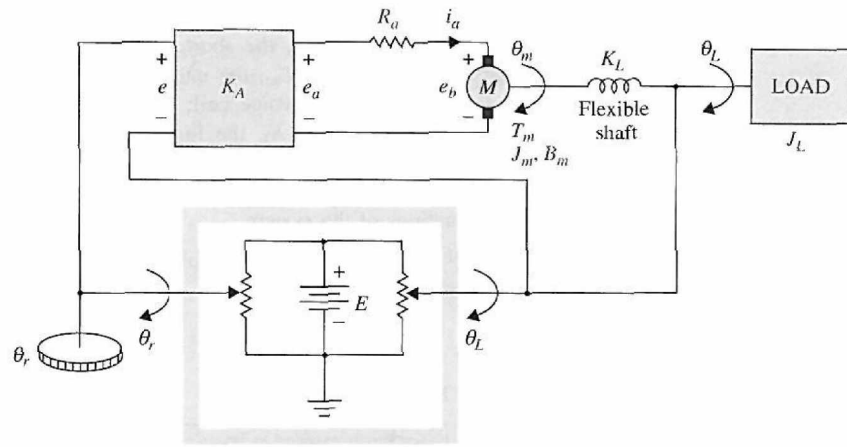 R_a
i_a
+
+
+
e
K_A
e_a
e_b
M
−
−
−
θ_m
K_L
Flexible
shaft
T_m
J_m, B_m
θ_L
LOAD
J_L
+
E
−
θ_r
θ_r
θ_L